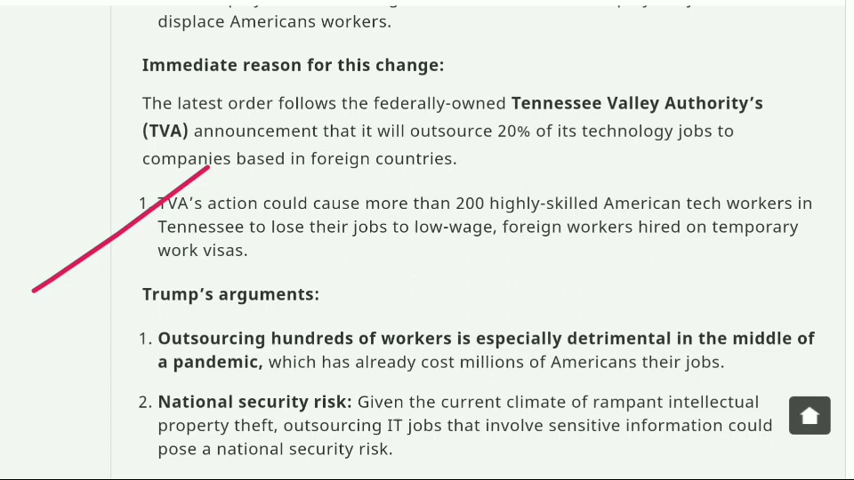 displace Americans workers.
Immediate reason for this change:
The latest order follows the federally-owned Tennessee Valley Authority's
(TVA) announcement that it will outsource 20% of its technology jobs to
companies based in foreign countries.
1. TVA's action could cause more than 200 highly-skilled American tech workers in
Tennessee to lose their jobs to low-wage, foreign workers hired on temporary
work visas.
Trump's arguments:
1. Outsourcing hundreds of workers is especially detrimental in the middle of
a pandemic, which has already cost millions of Americans their jobs.
2. National security risk: Given the current climate of rampant intellectual
property theft, outsourcing IT jobs that involve sensitive information could
pose a national security risk.